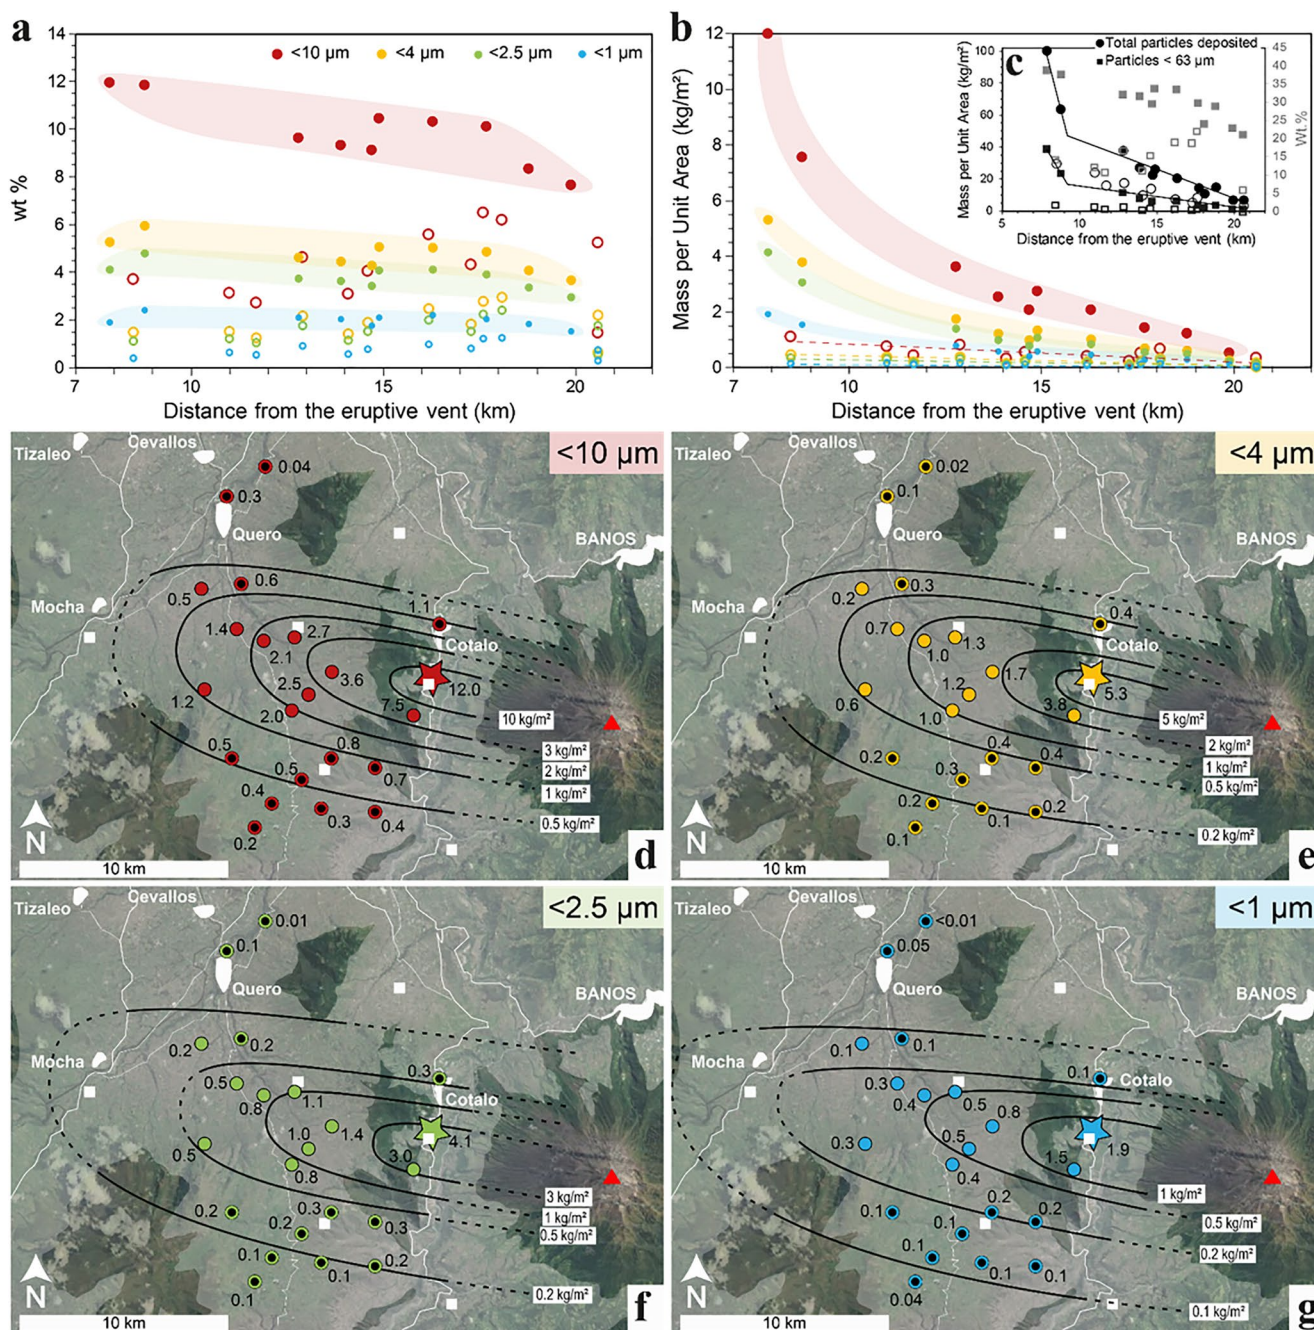 a
14
12
10
8
6
4
2
0
wt %
<10 µm
<4 µm
<2.5 µm
<1 µm
7
10
15
20
Distance from the eruptive vent (km)
b
12
10
8
6
4
2
0
Mass per Unit Area (kg/m²)
7
10
15
20
Distance from the eruptive vent (km)
c
Total particles deposited
Particles < 63 µm
100
80
60
40
20
0
Mass per Unit Area (kg/m²)
45
40
35
30
25
20
15
10
5
0
Wt.%
5
10
15
20
Distance from the eruptive vent (km)
<10 µm
Cevallos
Tizaleo
0.04
0.3
Quero
BANOS
Mocha
0.6
0.5
1.1
1.4
2.7
Cotalo
2.1
3.6
12.0
1.2
2.5
7.5
2.0
10 kg/m²
0.5
0.8
3 kg/m²
0.5
0.7
2 kg/m²
0.4
1 kg/m²
0.3
0.4
0.5 kg/m²
0.2
N
10 km
d
<4 µm
Cevallos
Tizaleo
0.02
0.1
Quero
BANOS
Mocha
0.3
0.2
0.4
0.7
1.3
Cotalo
1.0
1.7
5.3
0.6
1.2
3.8
1.0
5 kg/m²
0.2
0.4
0.4
2 kg/m²
0.3
1 kg/m²
0.2
0.5 kg/m²
0.1
0.2
0.1
0.2 kg/m²
N
10 km
e
<2.5 µm
Cevallos
Tizaleo
0.01
0.1
Quero
BANOS
Mocha
0.2
0.2
0.3
0.5
1.1
Cotalo
0.8
1.4
4.1
0.5
1.0
3.0
0.8
3 kg/m²
0.2
0.3
1 kg/m²
0.2
0.3
0.5 kg/m²
0.1
0.1
0.2
0.1
0.2 kg/m²
N
10 km
f
<1 µm
Cevallos
Tizaleo
<0.01
0.05
Quero
BANOS
Mocha
0.1
0.1
0.1
0.3
0.5
Cotalo
0.4
0.8
1.9
0.3
0.5
1.5
0.4
1 kg/m²
0.1
0.2
0.5 kg/m²
0.1
0.2
0.2 kg/m²
0.1
0.1
0.1
0.04
0.1 kg/m²
N
10 km
g